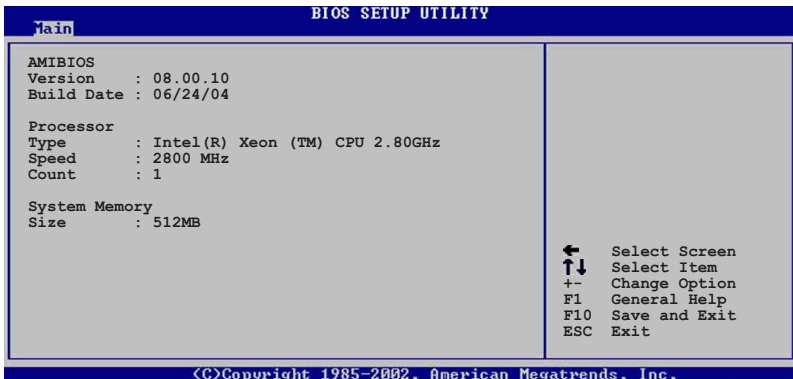 BIOS SETUP UTILITY
Main
AMIBIOS
Version : 08.00.10
Build Date : 06/24/04
Processor
Type : Intel(R) Xeon (TM) CPU 2.80GHz
Speed : 2800 MHz
Count : 1
System Memory
Size : 512MB
← Select Screen
↑↓ Select Item
+- Change Option
F1 General Help
F10 Save and Exit
ESC Exit
(C)Copyright 1985-2002, American Megatrends, Inc.